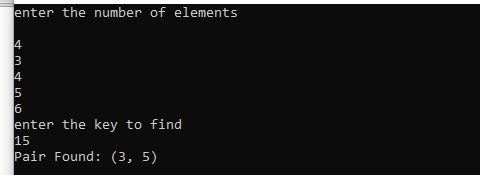 enter the number of elements
4
3
4
5
6
enter the key to find
15
Pair Found: (3, 5)